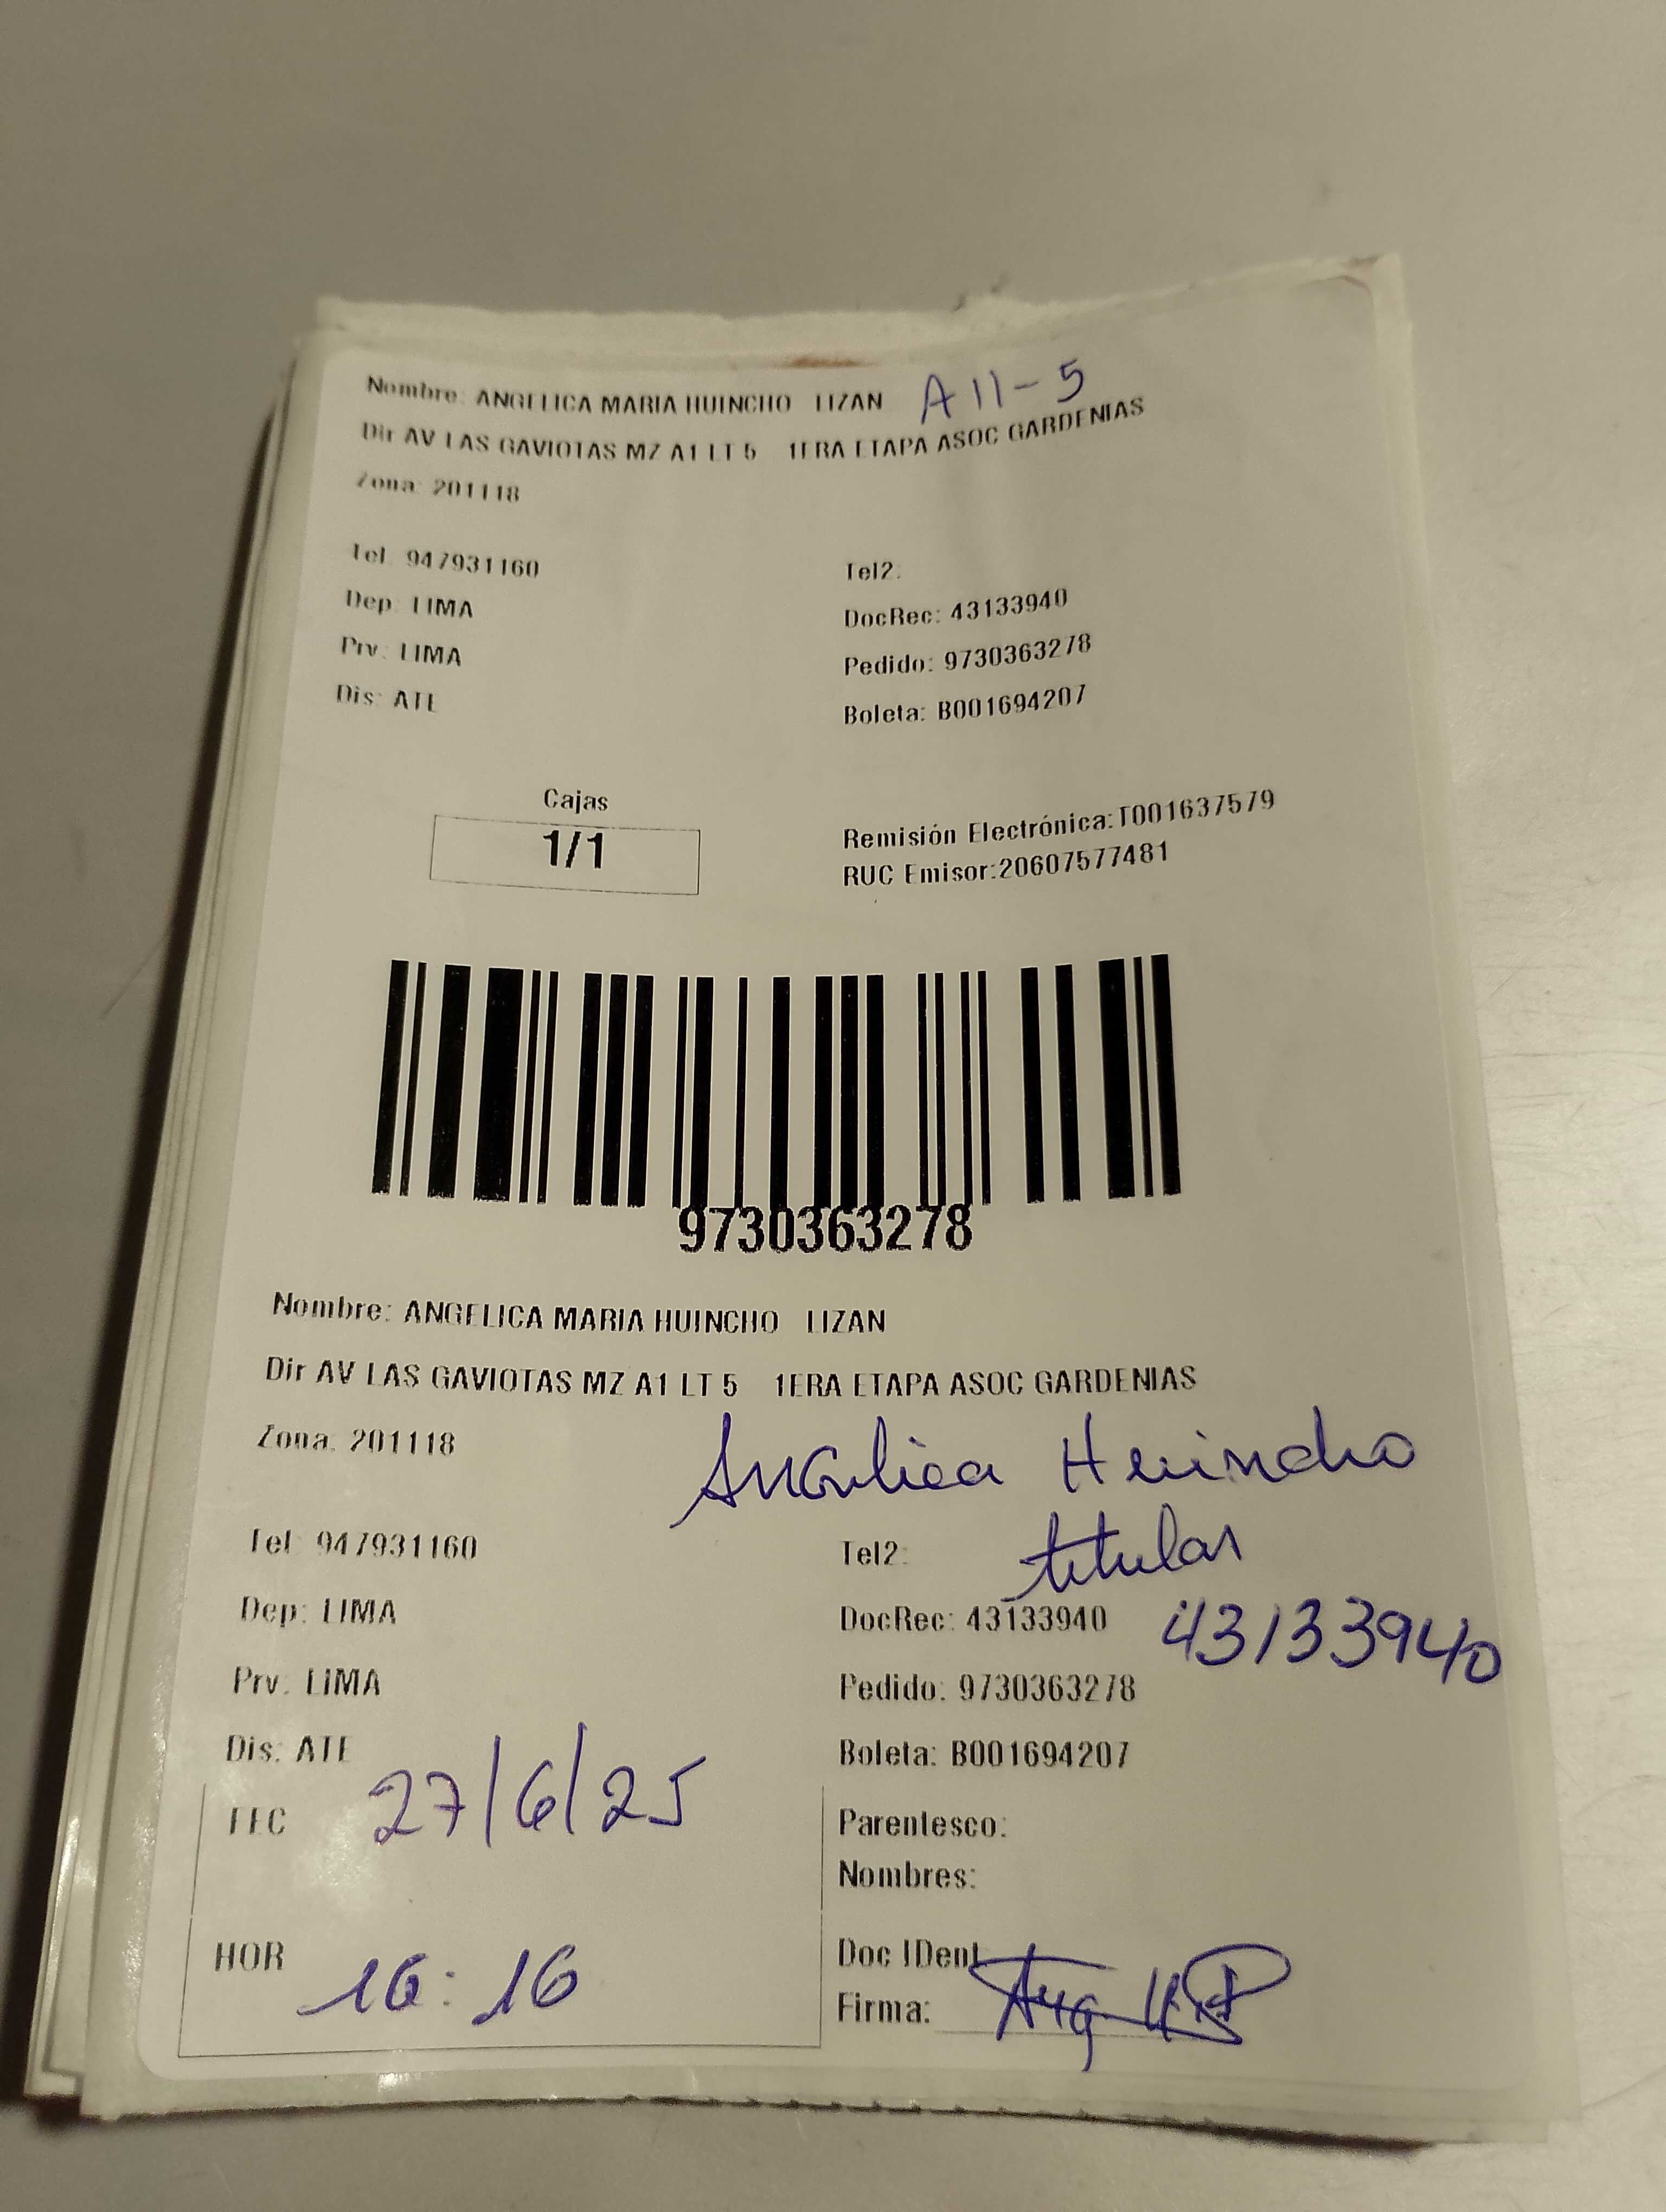 Nombre: ANGELICA MARIA HUINCHO LIZAN A11-5
Dir AV LAS GAVIOTAS MZ A1 LT 5 1ERA ETAPA ASOC GARDENIAS
Zona: 201118
Tel: 947931160 Tel2:
Dep: LIMA DocRec: 43133940
Prv: LIMA Pedido: 9730363278
Dis: ATE Boleta: B001694207
Cajas
1/1
Remisión Electrónica:T001637579
RUC Emisor:20607577481
9730363278
Nombre: ANGELICA MARIA HUINCHO LIZAN
Dir AV LAS GAVIOTAS MZ A1 LT 5 1ERA ETAPA ASOC GARDENIAS
Zona: 201118 Angelica Huincho
Tel: 947931160 Tel2: titular
Dep: LIMA DocRec: 43133940 43133940
Prv: LIMA Pedido: 9730363278
Dis: ATE Boleta: B001694207
FEC 27/6/25 Parentesco:
Nombres:
HOR 16:16 Doc IDent
Firma: